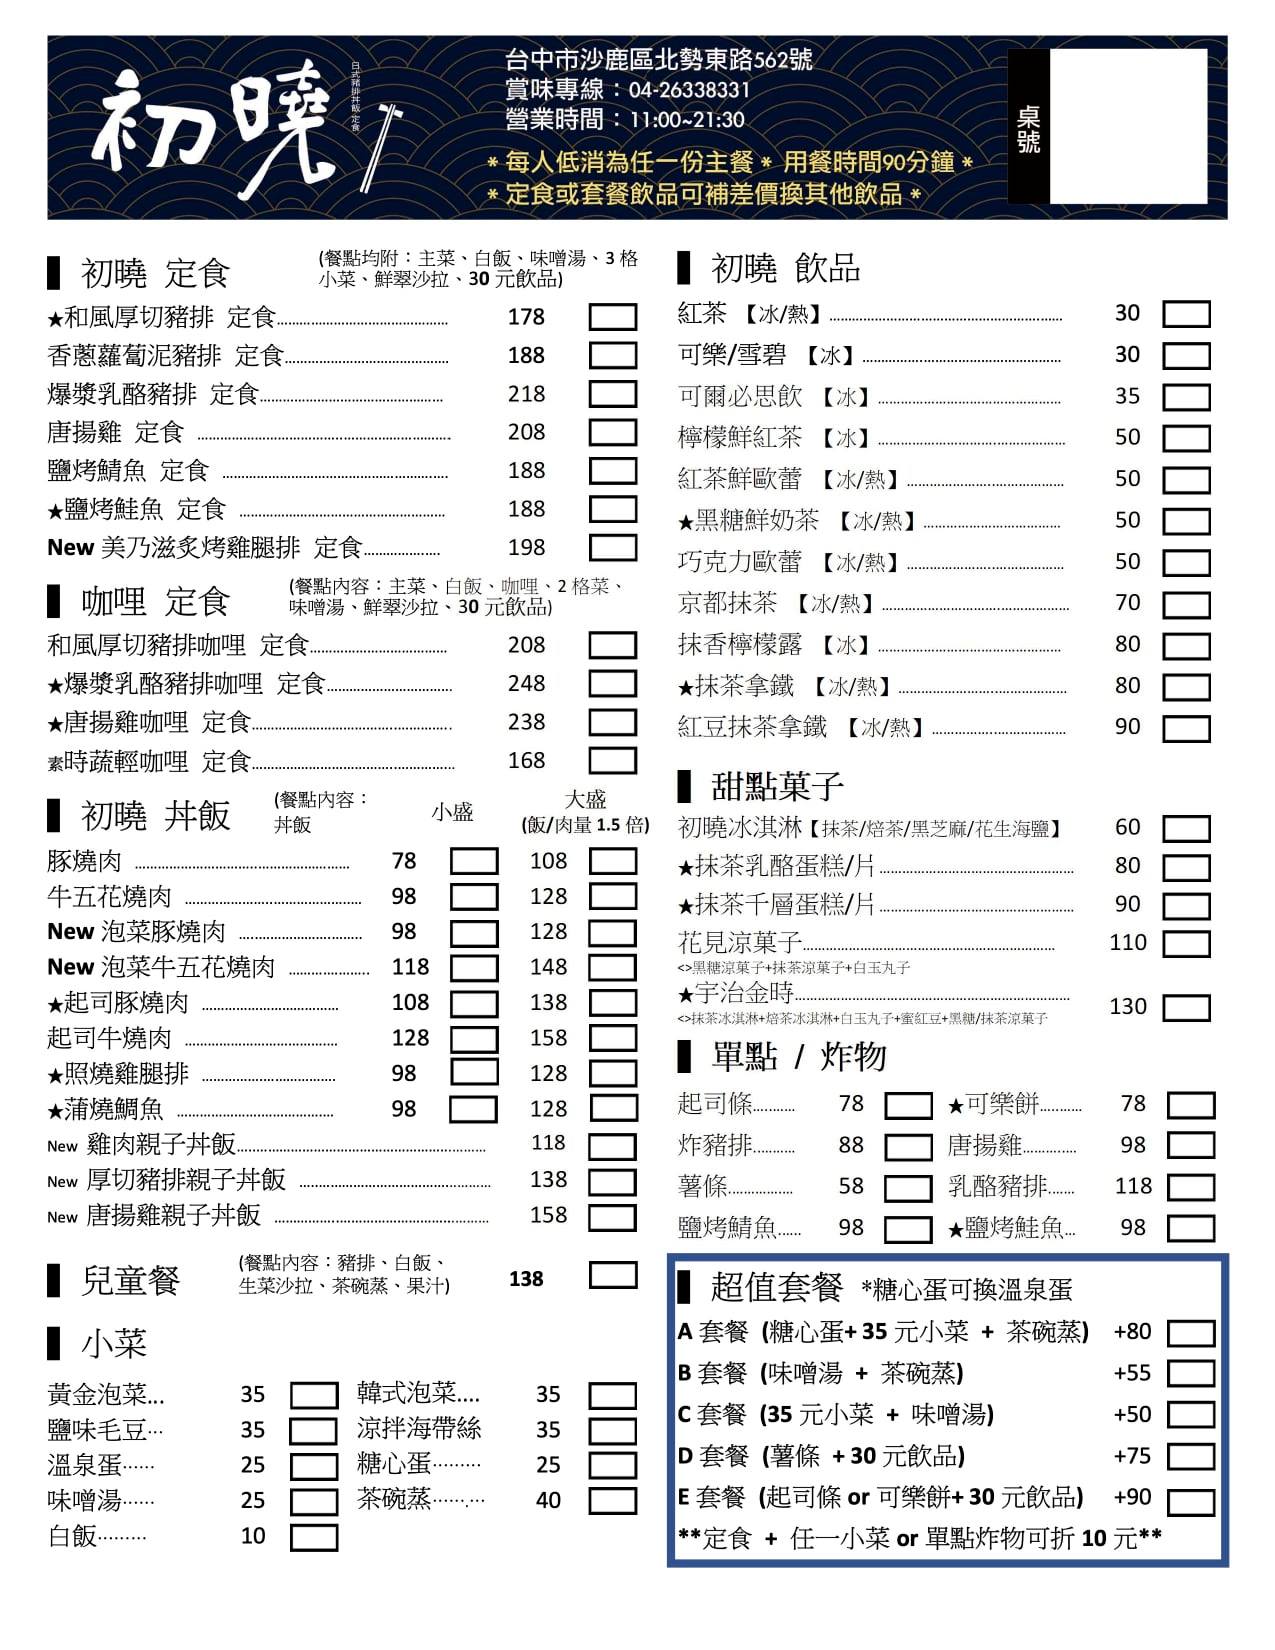 初曉
日式豬排丼飯 定食
台中市沙鹿區北勢東路562號
賞味專線：04-26338331
營業時間：11:00~21:30
* 每人低消為任一份主餐 * 用餐時間90分鐘 *
* 定食或套餐飲品可補差價換其他飲品 *
桌號
初曉 定食 (餐點均附：主菜、白飯、味噌湯、3 格
小菜、鮮翠沙拉、30 元飲品)
★和風厚切豬排 定食 178
香蔥蘿蔔泥豬排 定食 188
爆漿乳酪豬排 定食 218
唐揚雞 定食 208
鹽烤鯖魚 定食 188
★鹽烤鮭魚 定食 188
New 美乃滋炙烤雞腿排 定食 198
咖哩 定食 (餐點內容：主菜、白飯、咖哩、2 格菜、
味噌湯、鮮翠沙拉、30 元飲品)
和風厚切豬排咖哩 定食 208
★爆漿乳酪豬排咖哩 定食 248
★唐揚雞咖哩 定食 238
素時蔬輕咖哩 定食 168
初曉 丼飯 (餐點內容：
丼飯 小盛 大盛
(飯/肉量 1.5 倍)
豚燒肉 78 108
牛五花燒肉 98 128
New 泡菜豚燒肉 98 128
New 泡菜牛五花燒肉 118 148
★起司豚燒肉 108 138
起司牛燒肉 128 158
★照燒雞腿排 98 128
★蒲燒鯛魚 98 128
New 雞肉親子丼飯 118
New 厚切豬排親子丼飯 138
New 唐揚雞親子丼飯 158
兒童餐 (餐點內容：豬排、白飯、
生菜沙拉、茶碗蒸、果汁) 138
小菜
黃金泡菜... 35 韓式泡菜.... 35
鹽味毛豆... 35 涼拌海帶絲 35
溫泉蛋...... 25 糖心蛋......... 25
味噌湯...... 25 茶碗蒸......... 40
白飯......... 10
初曉 飲品
紅茶 【冰/熱】 30
可樂/雪碧 【冰】 30
可爾必思飲 【冰】 35
檸檬鮮紅茶 【冰】 50
紅茶鮮歐蕾 【冰/熱】 50
★黑糖鮮奶茶 【冰/熱】 50
巧克力歐蕾 【冰/熱】 50
京都抹茶 【冰/熱】 70
抹香檸檬露 【冰】 80
★抹茶拿鐵 【冰/熱】 80
紅豆抹茶拿鐵 【冰/熱】 90
甜點菓子
初曉冰淇淋【抹茶/焙茶/黑芝麻/花生海鹽】 60
★抹茶乳酪蛋糕/片 80
★抹茶千層蛋糕/片 90
花見涼菓子 110
<>黑糖涼菓子+抹茶涼菓子+白玉丸子
★宇治金時 130
<>抹茶冰淇淋+焙茶冰淇淋+白玉丸子+蜜紅豆+黑糖/抹茶涼菓子
單點 / 炸物
起司條 78 ★可樂餅 78
炸豬排 88 唐揚雞 98
薯條 58 乳酪豬排 118
鹽烤鯖魚 98 ★鹽烤鮭魚 98
超值套餐 *糖心蛋可換溫泉蛋
A 套餐 (糖心蛋+ 35 元小菜 + 茶碗蒸) +80
B 套餐 (味噌湯 + 茶碗蒸) +55
C 套餐 (35 元小菜 + 味噌湯) +50
D 套餐 (薯條 + 30 元飲品) +75
E 套餐 (起司條 or 可樂餅+ 30 元飲品) +90
**定食 + 任一小菜 or 單點炸物可折 10 元**